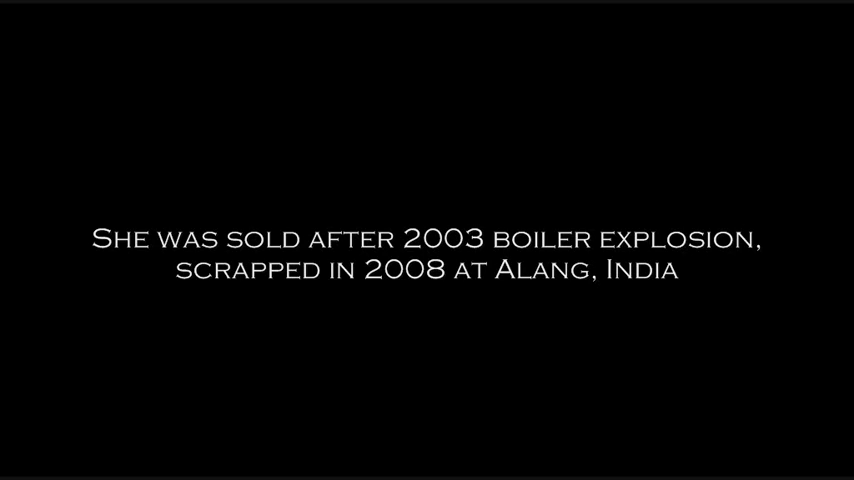 She was sold after 2003 boiler explosion,
scrapped in 2008 at Alang, India